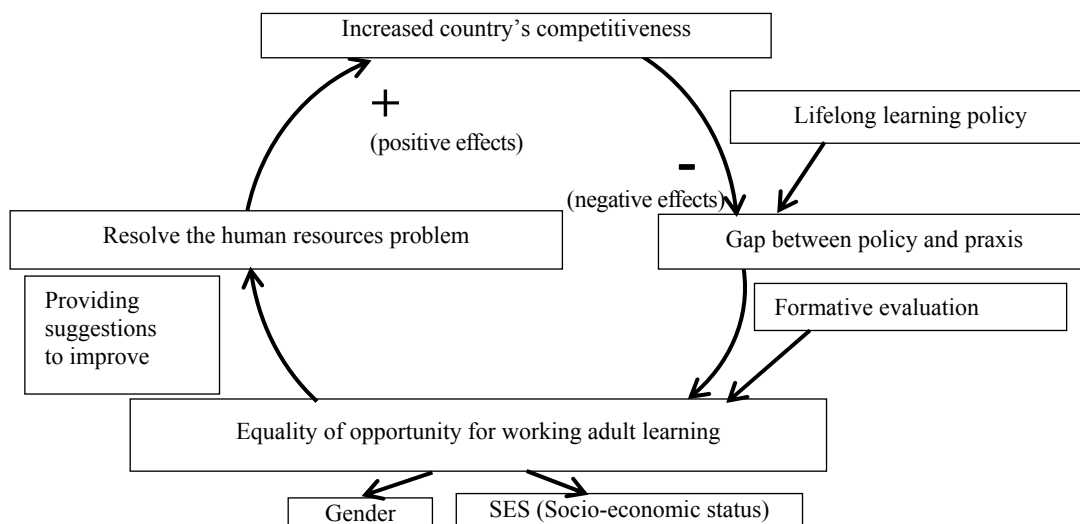 Increased country's competitiveness
+
(positive effects)
Lifelong learning policy
-
(negative effects)
Resolve the human resources problem
Gap between policy and praxis
Providing
suggestions
to improve
Formative evaluation
Equality of opportunity for working adult learning
Gender
SES (Socio-economic status)